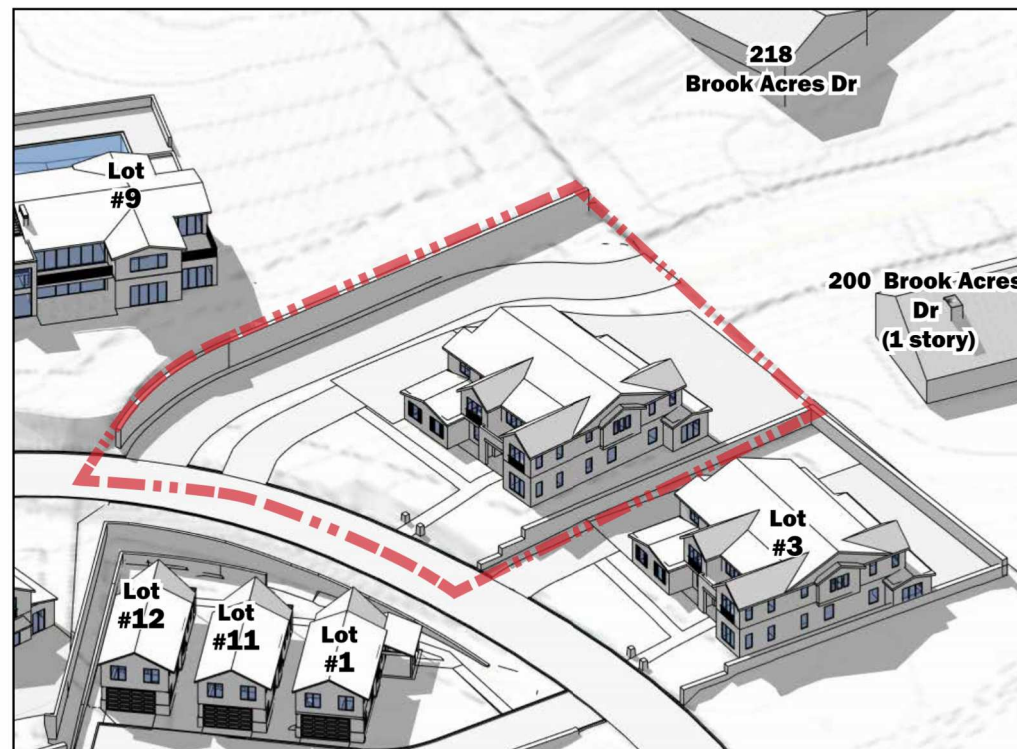 218
Brook Acres Dr
Lot
#9
200 Brook Acres
Dr
(1 story)
Lot
#3
Lot
#12
Lot
#11
Lot
#1